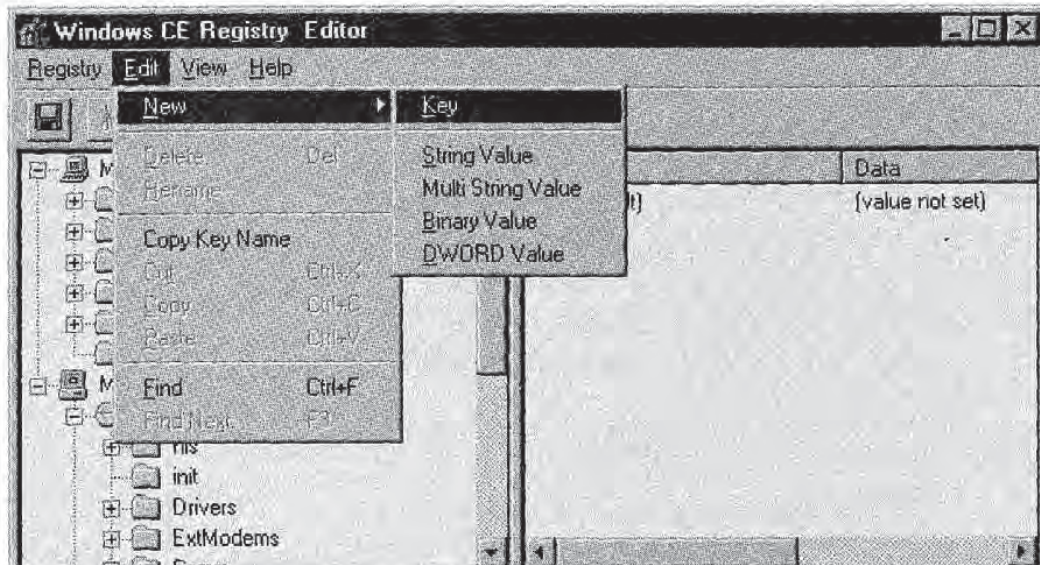 Windows CE Registry Editor
Registry Edit View Help
New
Key
Delete Del
Rename
String Value
Multi String Value
Binary Value
DWORD Value
Copy Key Name
Cut Ctrl+X
Copy Ctrl+C
Paste Ctrl+V
Find Ctrl+F
Find Next F3
Data
(value not set)
M
M
nls
init
Drivers
ExtModems